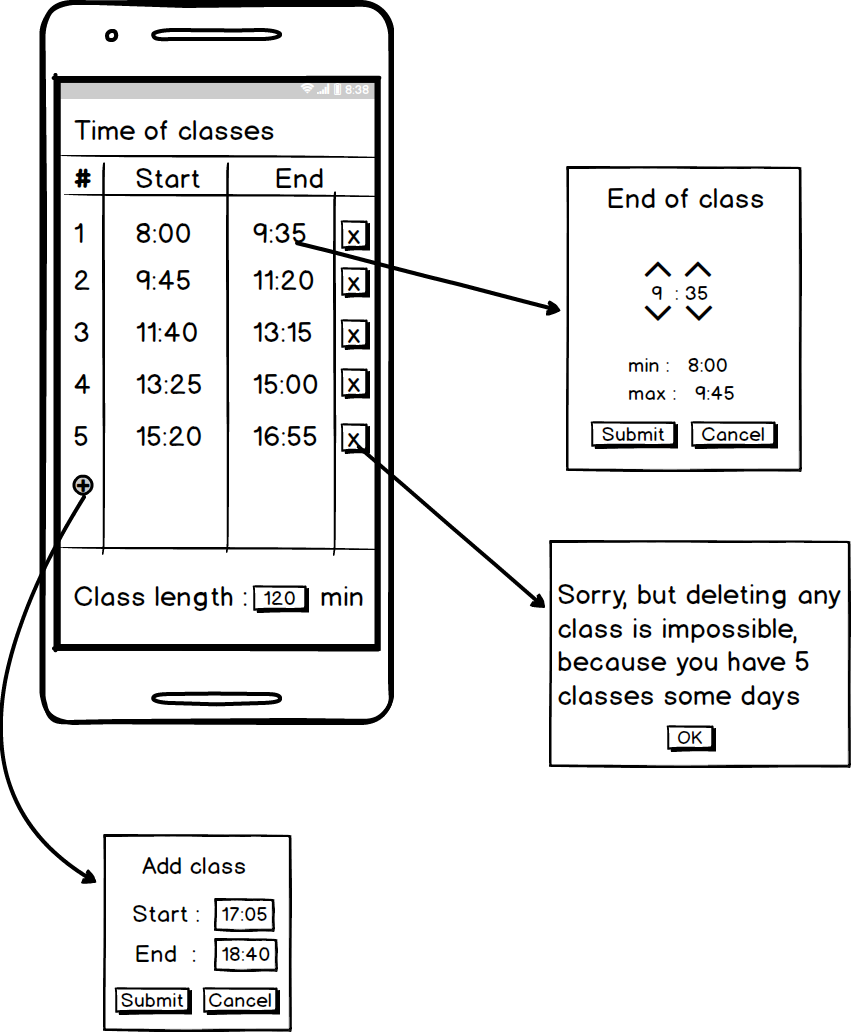 8:38
Time of classes
# Start End
1 8:00 9:35 x
2 9:45 11:20 x
3 11:40 13:15 x
4 13:25 15:00 x
5 15:20 16:55 x
Class length : 120 min
End of class
9 : 35
min : 8:00
max : 9:45
Submit Cancel
Sorry, but deleting any
class is impossible,
because you have 5
classes some days
OK
Add class
Start : 17:05
End : 18:40
Submit Cancel